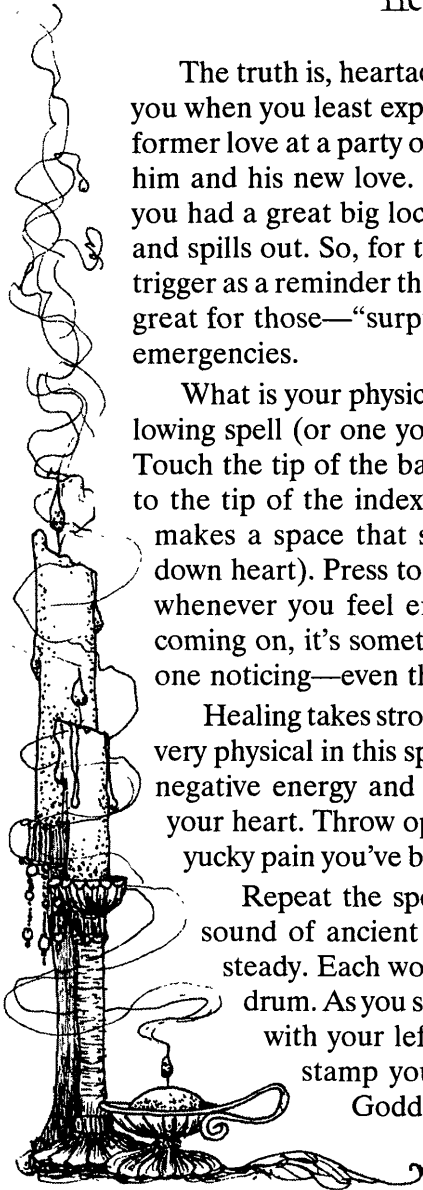 The truth is, heartac
you when you least exp
former love at a party o
him and his new love.
you had a great big loc
and spills out. So, for t
trigger as a reminder th
great for those—“surp
emergencies.
What is your physic
lowing spell (or one yo
Touch the tip of the ba
to the tip of the index
makes a space that s
down heart). Press to
whenever you feel e
coming on, it's somet
one noticing—even th
Healing takes stro
very physical in this sp
negative energy and
your heart. Throw op
yucky pain you've b
Repeat the spe
sound of ancient
steady. Each wo
drum. As you s
with your lef
stamp you
Godd